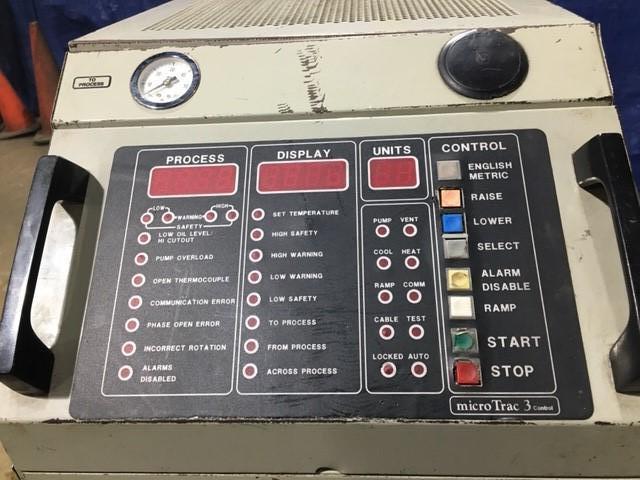 TO
PROCESS
PROCESS
LOW
HIGH
WARNING
SAFETY
LOW OIL LEVEL/
HI CUTOUT
PUMP OVERLOAD
OPEN THERMOCOUPLE
COMMUNICATION ERROR
PHASE OPEN ERROR
INCORRECT ROTATION
ALARMS
DISABLED
DISPLAY
SET TEMPERATURE
HIGH SAFETY
HIGH WARNING
LOW WARNING
LOW SAFETY
TO PROCESS
FROM PROCESS
ACROSS PROCESS
UNITS
PUMP VENT
COOL HEAT
RAMP COMM
CABLE TEST
LOCKED AUTO
CONTROL
ENGLISH
METRIC
RAISE
LOWER
SELECT
ALARM
DISABLE
RAMP
START
STOP
microTrac 3 Control